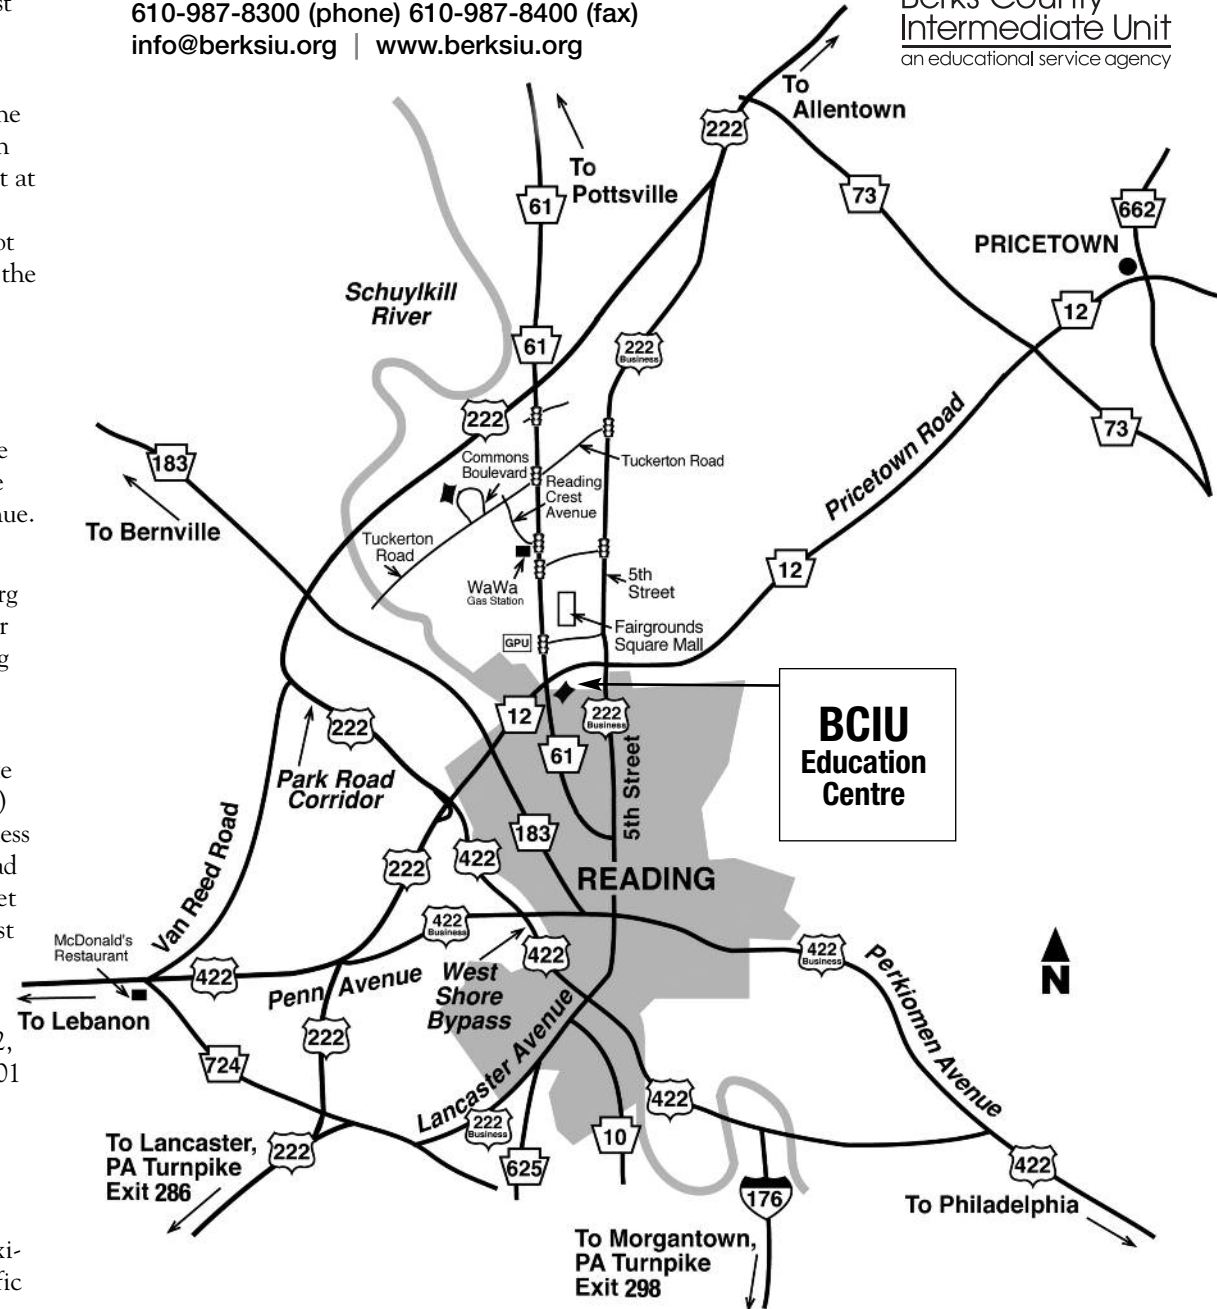 610-987-8300 (phone) 610-987-8400 (fax)
info@berksiu.org | www.berksiu.org
Berks County
Intermediate Unit
an educational service agency
To
Allentown
222
To
Pottsville
61
73
662
PRICETOWN
12
Schuylkill
River
61
222
Business
222
73
Pricetown Road
183
To Bernville
Commons
Boulevard
Tuckerton Road
Reading
Crest
Avenue
Tuckerton
Road
WaWa
Gas Station
5th
Street
12
Fairgrounds
Square Mall
GPU
BCIU
Education
Centre
12
222
Business
61
5th Street
222
Park Road
Corridor
Van Reed Road
183
222
422
READING
422
Business
McDonald's
Restaurant
422
Penn Avenue
West
Shore
Bypass
422
422
Business
Perkiomen Avenue
N
To Lebanon
222
724
Lancaster Avenue
222
Business
422
10
625
To Lancaster,
PA Turnpike
Exit 286
222
176
422
To Philadelphia
To Morgantown,
PA Turnpike
Exit 298
at
the
rg
01